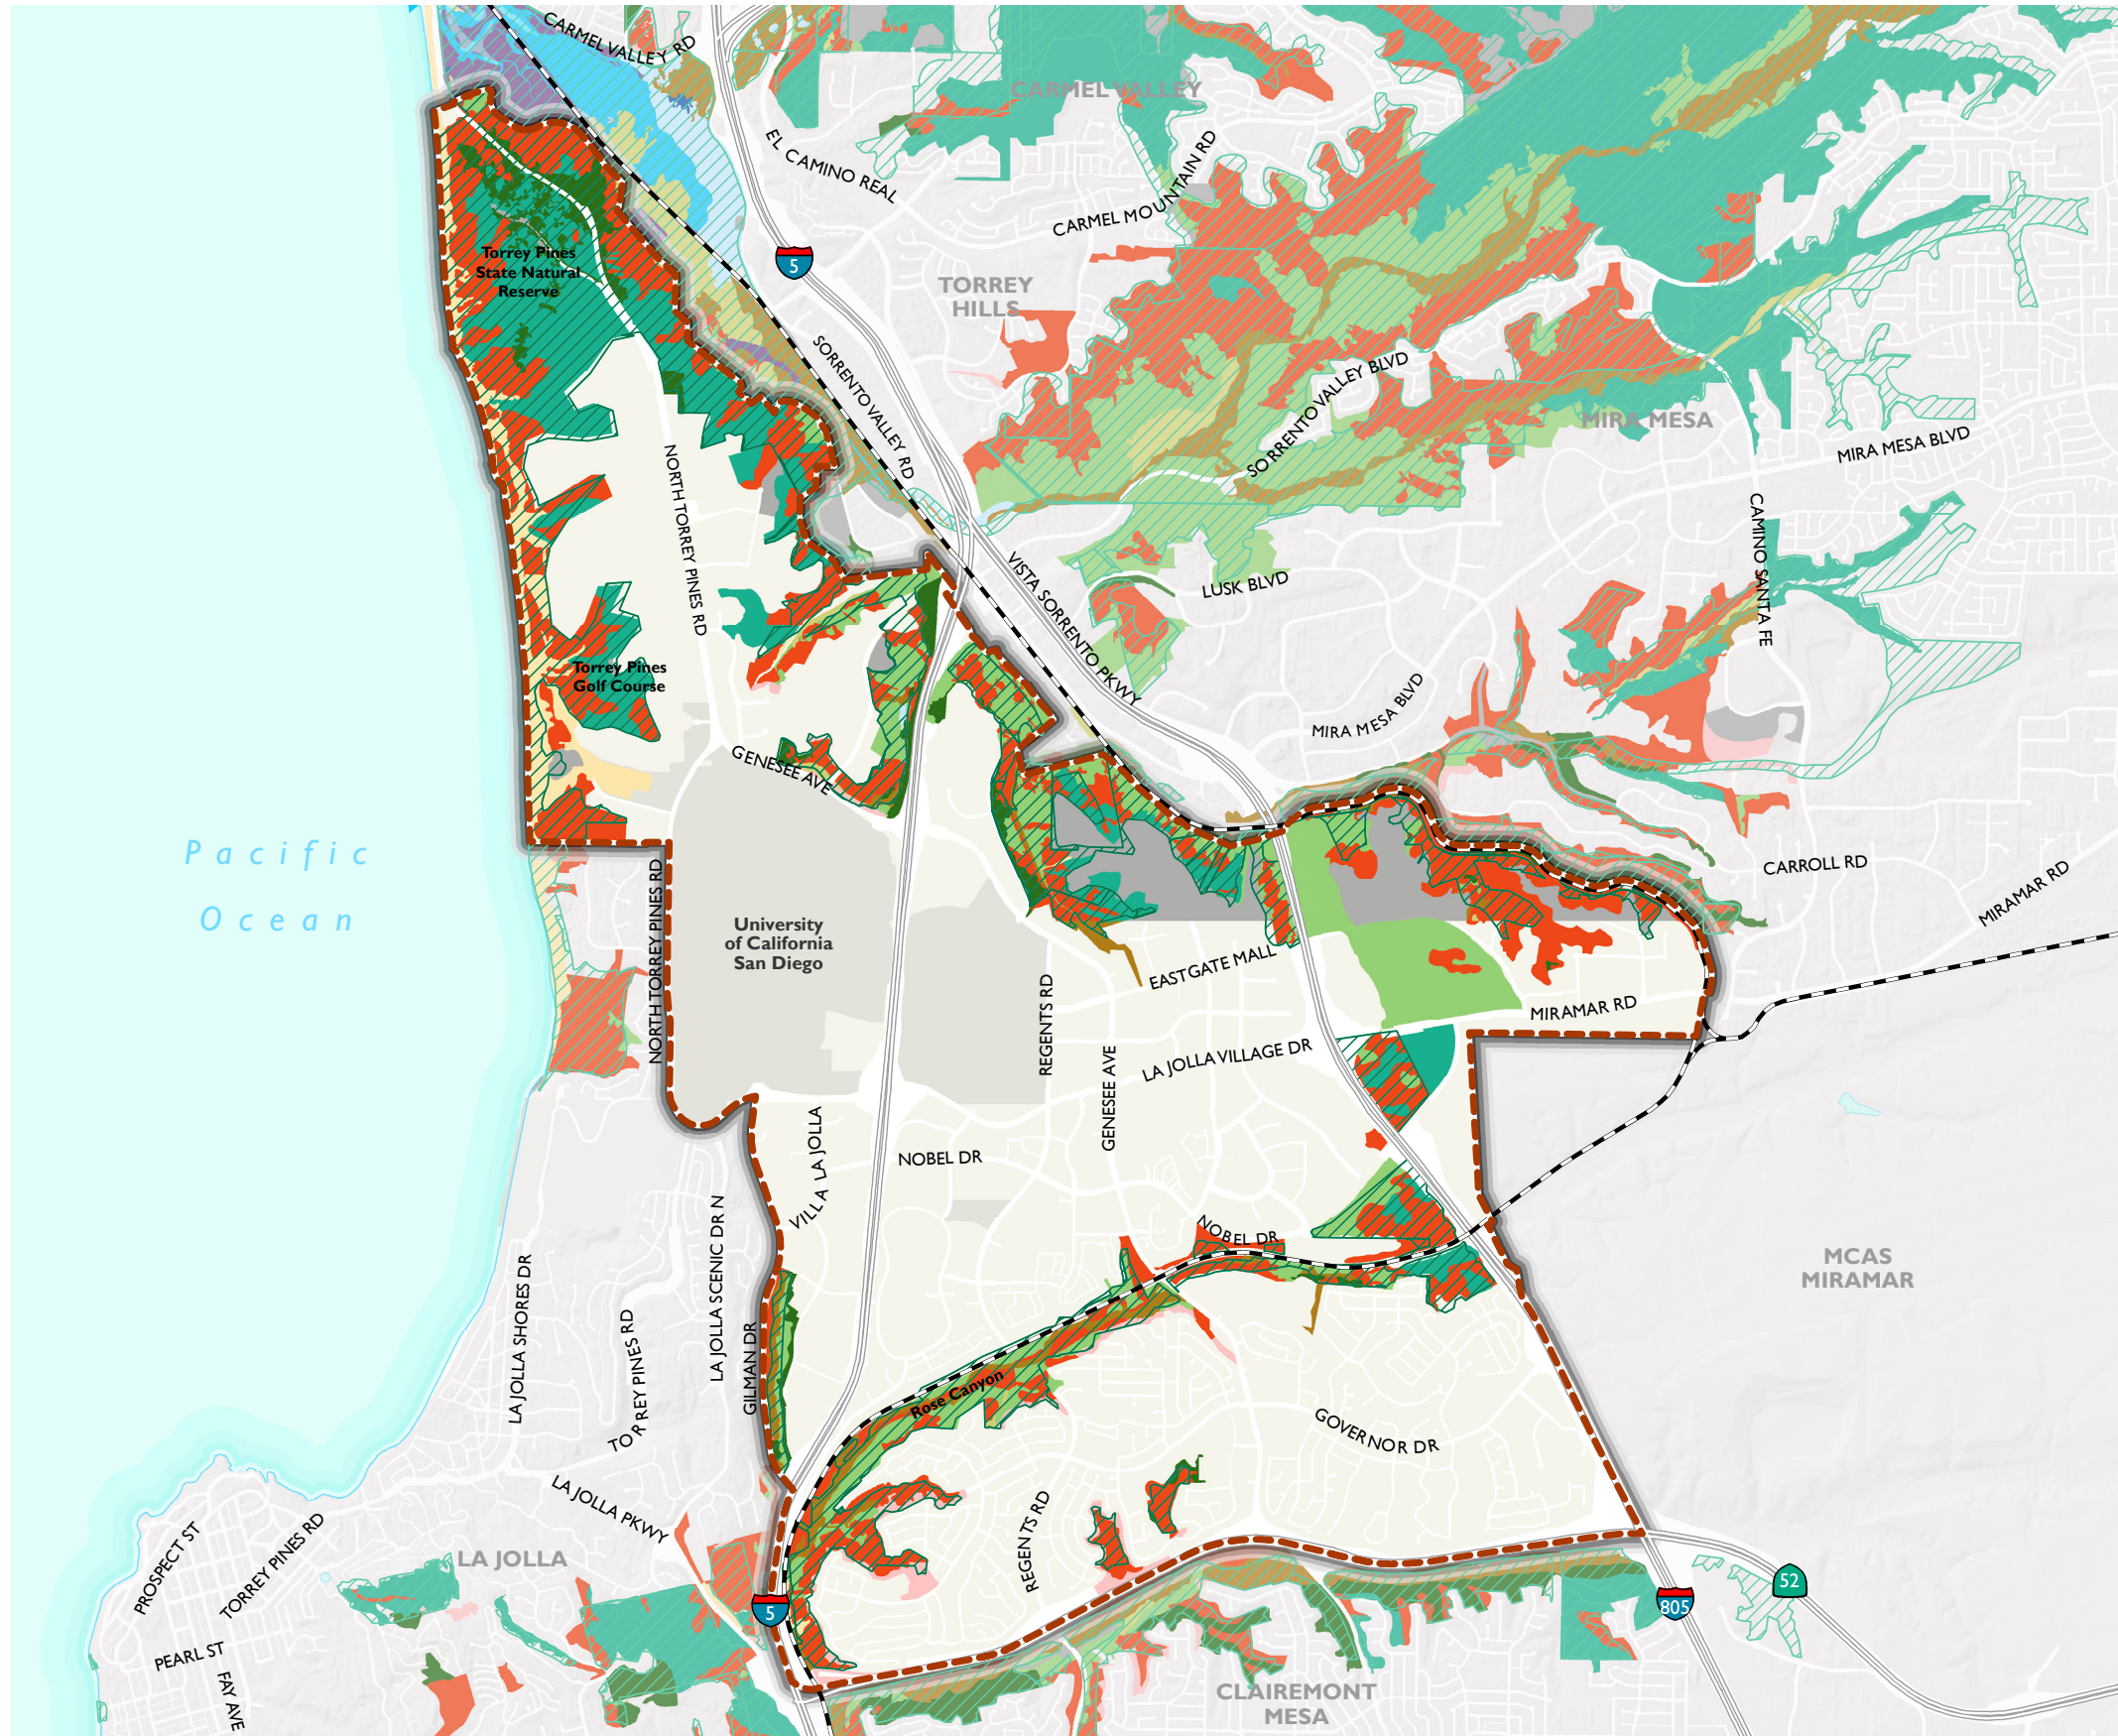 CARMEL VALLEY RD
CARMEL VALLEY
EL CAMINO REAL
CARMEL MOUNTAIN RD
Torrey Pines
State Natural
Reserve
5
TORREY
HILLS
SORRENTO VALLEY RD
SORRENTO VALLEY BLVD
MIRA MESA
MIRA MESA BLVD
NORTH TORREY PINES RD
CAMINO SANTA FE
VISTA SORRENTO PKWY
LUSK BLVD
Torrey Pines
Golf Course
MIRA MESA BLVD
GENESEE AVE
Pacific
Ocean
CARROLL RD
MIRAMAR RD
NORTH TORREY PINES RD
University
of California
San Diego
EASTGATE MALL
REGENTS RD
MIRAMAR RD
GENESEE AVE
LA JOLLA VILLAGE DR
VILLA LA JOLLA
NOBEL DR
LA JOLLA SCENIC DR N
NOBEL DR
MCAS
MIRAMAR
LA JOLLA SHORES DR
TORREY PINES RD
GILMAN DR
Rose Canyon
GOVERNOR DR
LA JOLLA PKWY
REGENTS RD
PROSPECT ST
TORREY PINES RD
LA JOLLA
52
5
805
PEARL ST
FAY AVE
CLAIREMONT
MESA